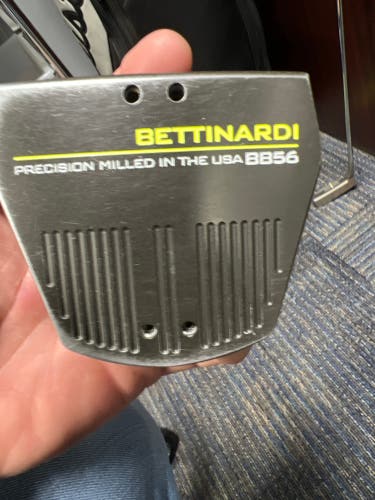 BETTINARDI
PRECISION MILLED IN THE USA BB56